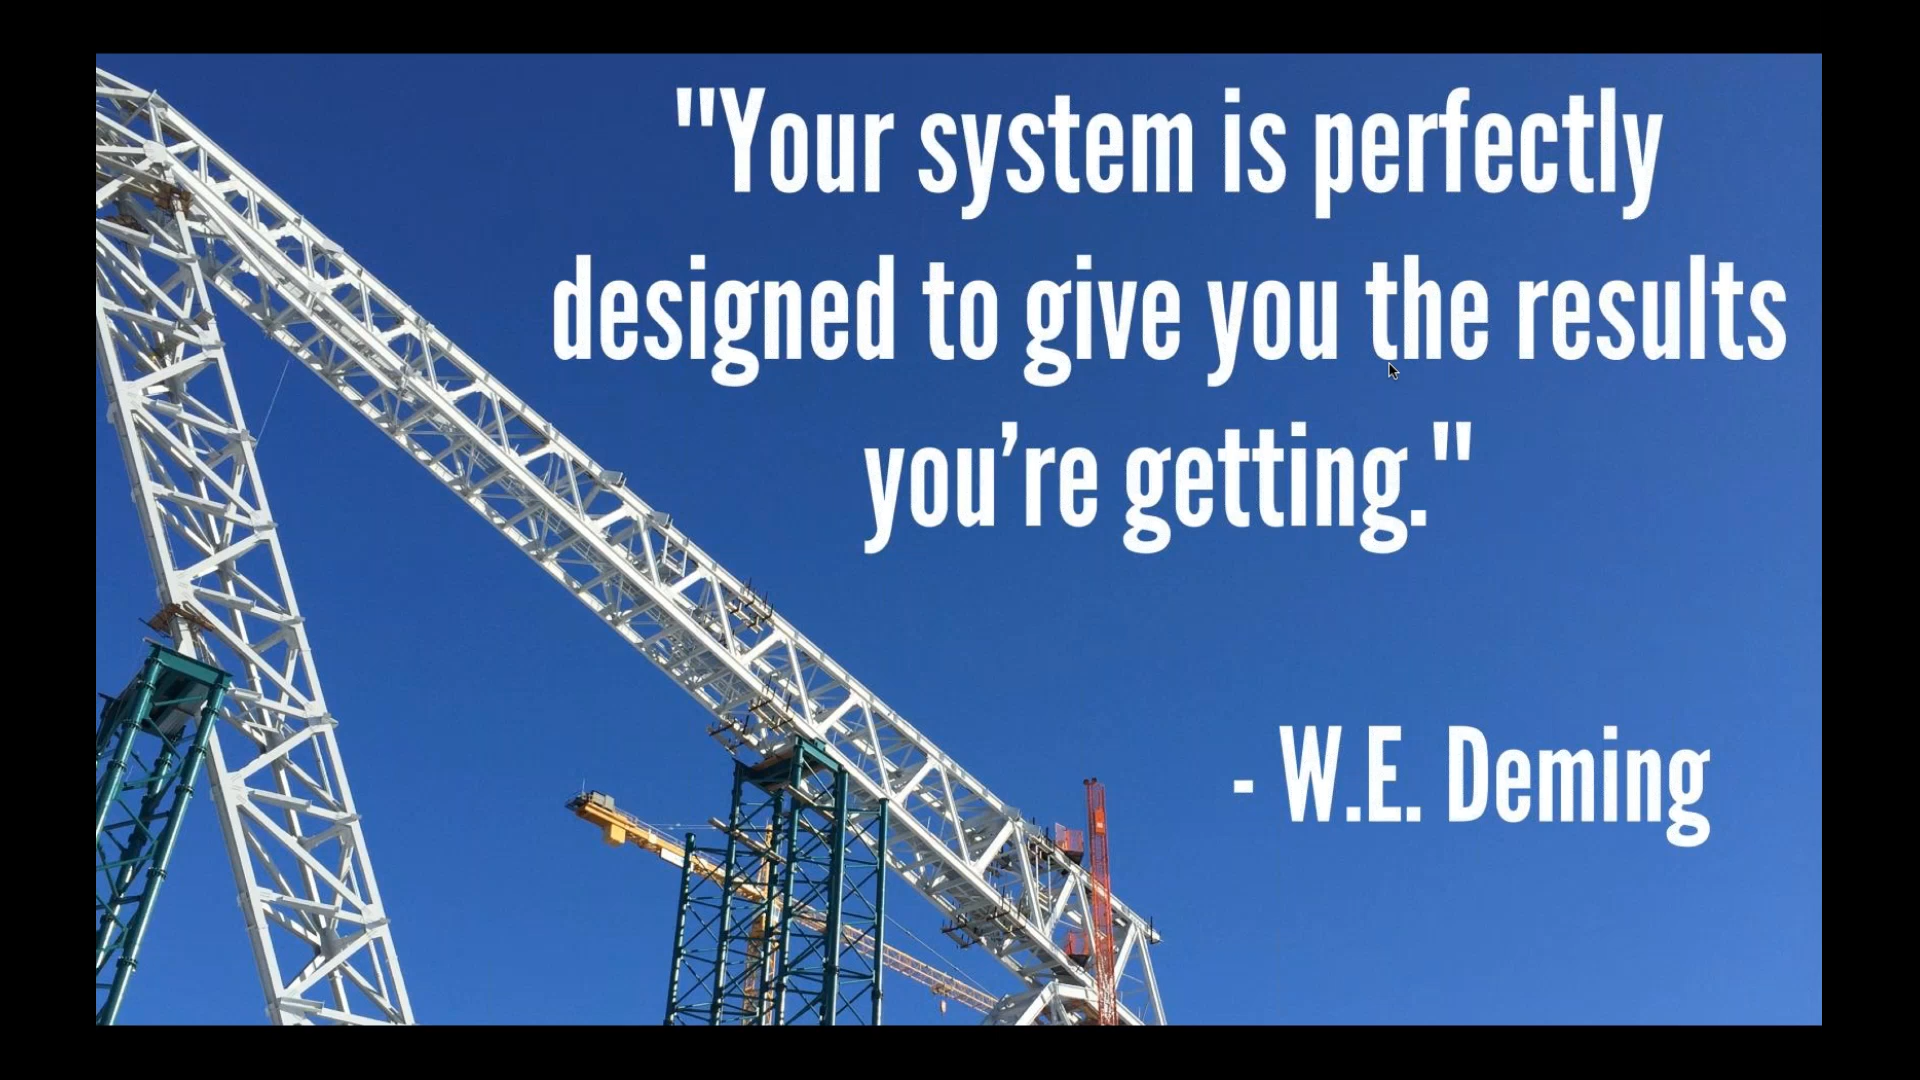 "Your system is perfectly
designed to give you the results
you’re getting."
- W.E. Deming